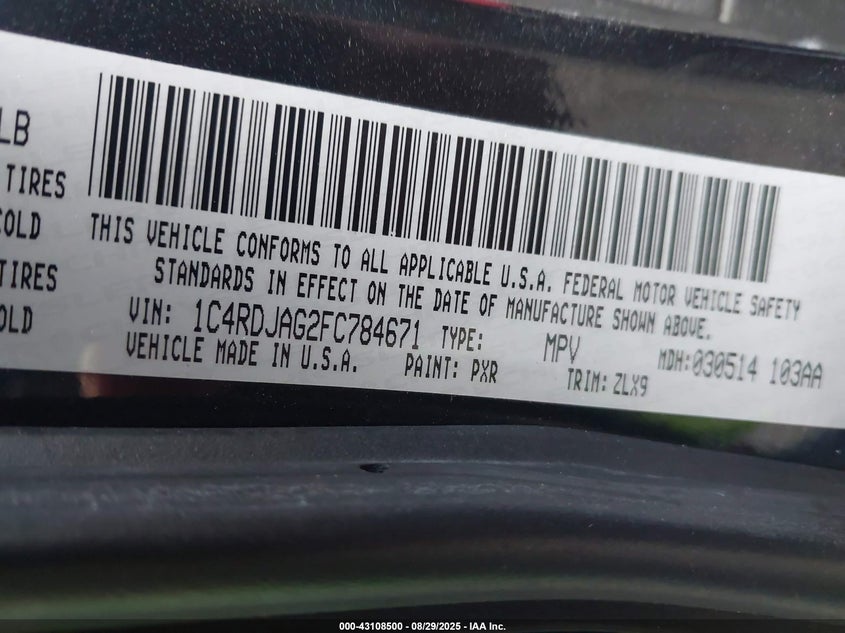 LB
TIRES
COLD
TIRES
OLD
THIS VEHICLE CONFORMS TO ALL APPLICABLE U.S.A. FEDERAL MOTOR VEHICLE SAFETY
STANDARDS IN EFFECT ON THE DATE OF MANUFACTURE SHOWN ABOVE.
VIN: 1C4RDJAG2FC784671 TYPE: MPV MDH:030514 103AA
VEHICLE MADE IN U.S.A. PAINT: PXR TRIM: ZLX9
000-43108500 - 08/29/2025 - IAA Inc.